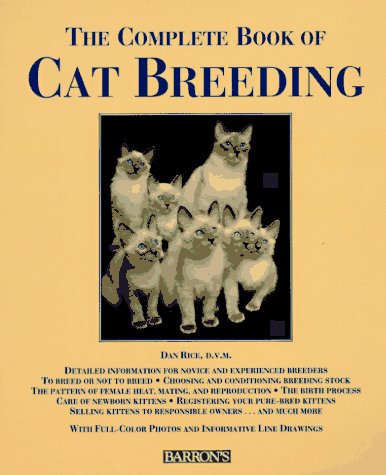 THE COMPLETE BOOK OF
CAT BREEDING
DAN RICE, D.V.M.
DETAILED INFORMATION FOR NOVICE AND EXPERIENCED BREEDERS
TO BREED OR NOT TO BREED • CHOOSING AND CONDITIONING BREEDING STOCK
THE PATTERN OF FEMALE HEAT, MATING, AND REPRODUCTION • THE BIRTH PROCESS
CARE OF NEWBORN KITTENS • REGISTERING YOUR PURE-BRED KITTENS
SELLING KITTENS TO RESPONSIBLE OWNERS . . . AND MUCH MORE
WITH FULL-COLOR PHOTOS AND INFORMATIVE LINE DRAWINGS
BARRON'S